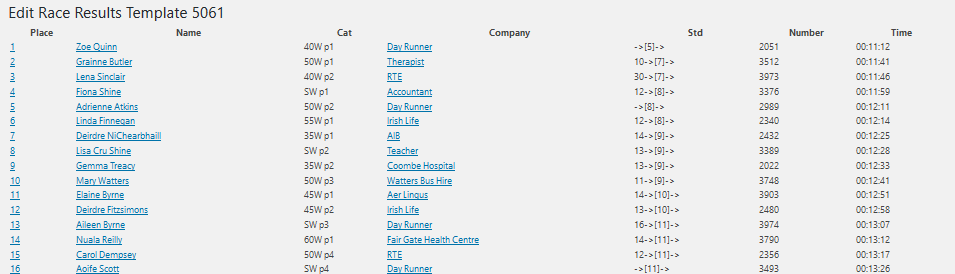 Edit Race Results Template 5061
Place Name Cat Company Std Number Time
1 Zoe Quinn 40W p1 Day Runner ->[5]-> 2051 00:11:12
2 Grainne Butler 50W p1 Therapist 10->[7]-> 3512 00:11:41
3 Lena Sinclair 40W p2 RTE 30->[7]-> 3973 00:11:46
4 Fiona Shine SW p1 Accountant 12->[8]-> 3376 00:11:59
5 Adrienne Atkins 50W p2 Day Runner ->[8]-> 2989 00:12:11
6 Linda Finnegan 55W p1 Irish Life 12->[8]-> 2340 00:12:14
7 Deirdre NiChearbhaill 35W p1 AIB 14->[9]-> 2432 00:12:25
8 Lisa Cru Shine SW p2 Teacher 13->[9]-> 3389 00:12:28
9 Gemma Treacy 35W p2 Coombe Hospital 13->[9]-> 2022 00:12:33
10 Mary Watters 50W p3 Watters Bus Hire 11->[9]-> 3748 00:12:41
11 Elaine Byrne 45W p1 Aer Lingus 14->[10]-> 3903 00:12:51
12 Deirdre Fitzsimons 45W p2 Irish Life 13->[10]-> 2480 00:12:58
13 Aileen Byrne SW p3 Day Runner 16->[11]-> 3974 00:13:07
14 Nuala Reilly 60W p1 Fair Gate Health Centre 14->[11]-> 3790 00:13:12
15 Carol Dempsey 50W p4 RTE 12->[11]-> 2356 00:13:17
16 Aoife Scott SW p4 Day Runner ->[11]-> 3493 00:13:26